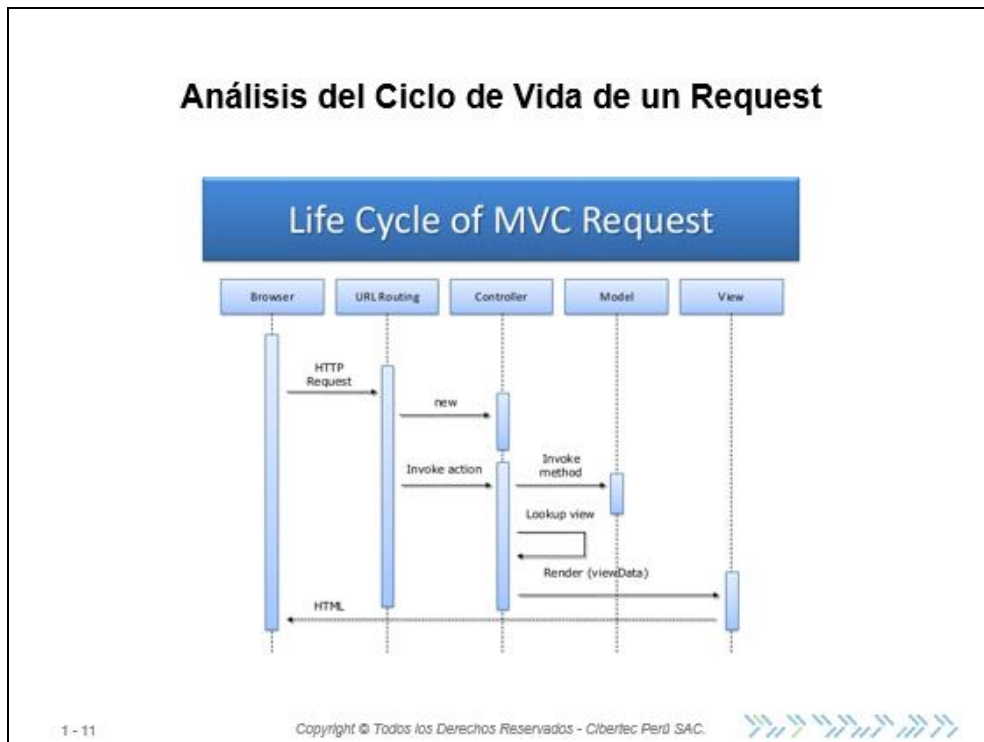 Análisis del Ciclo de Vida de un Request
Life Cycle of MVC Request
Browser
URL Routing
Controller
Model
View
HTTP
Request
new
Invoke action
Invoke
method
Lookup view
Render (viewData)
HTML
1 - 11
Copyright © Todos los Derechos Reservados - Cibertec Perú SAC.